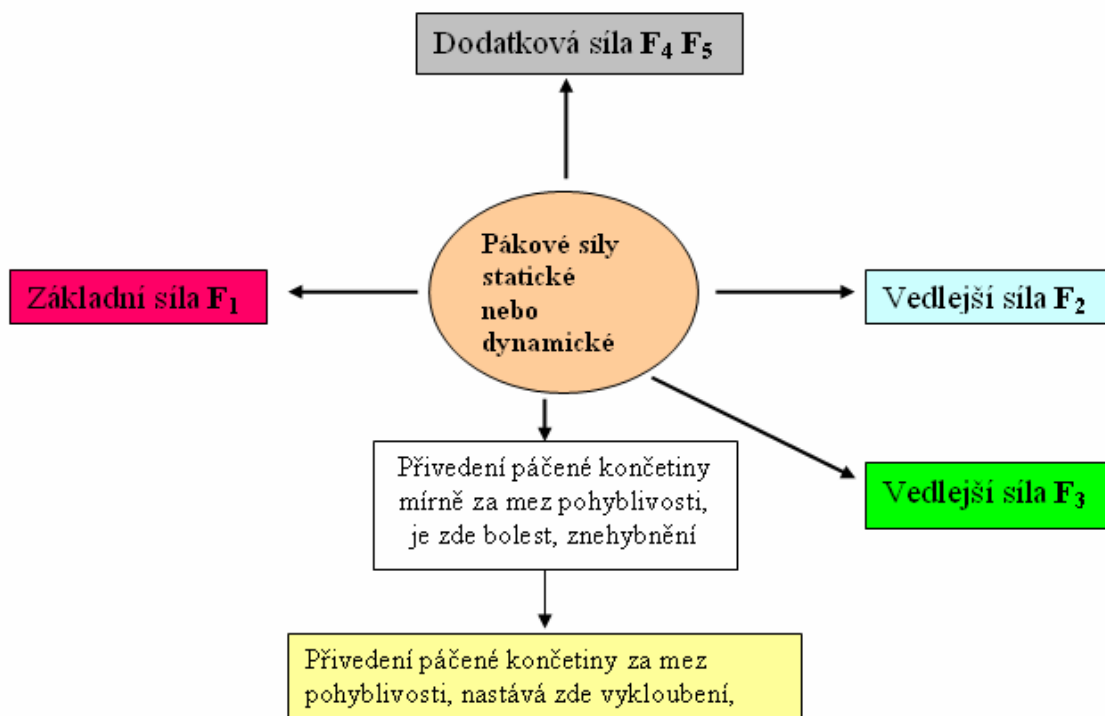 Dodatková síla F₄ F₅
Pákové síly
statické
nebo
dynamické
Základní síla F₁
Vedlejší síla F₂
Vedlejší síla F₃
Přivedení páčené končetiny
mírně za mez pohyblivosti,
je zde bolest, znehybnění
Přivedení páčené končetiny za mez
pohyblivosti, nastává zde vykloubení,